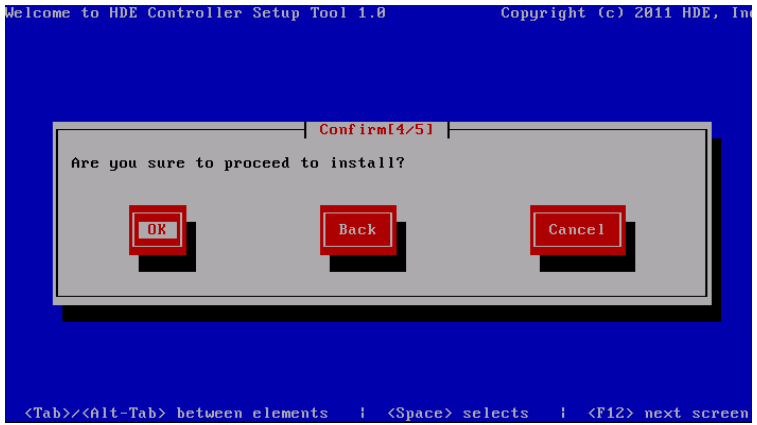 Welcome to HDE Controller Setup Tool 1.0 Copyright (c) 2011 HDE, Inc
Confirm[4/5]
Are you sure to proceed to install?
OK Back Cancel
<Tab>/<Alt-Tab> between elements | <Space> selects | <F12> next screen